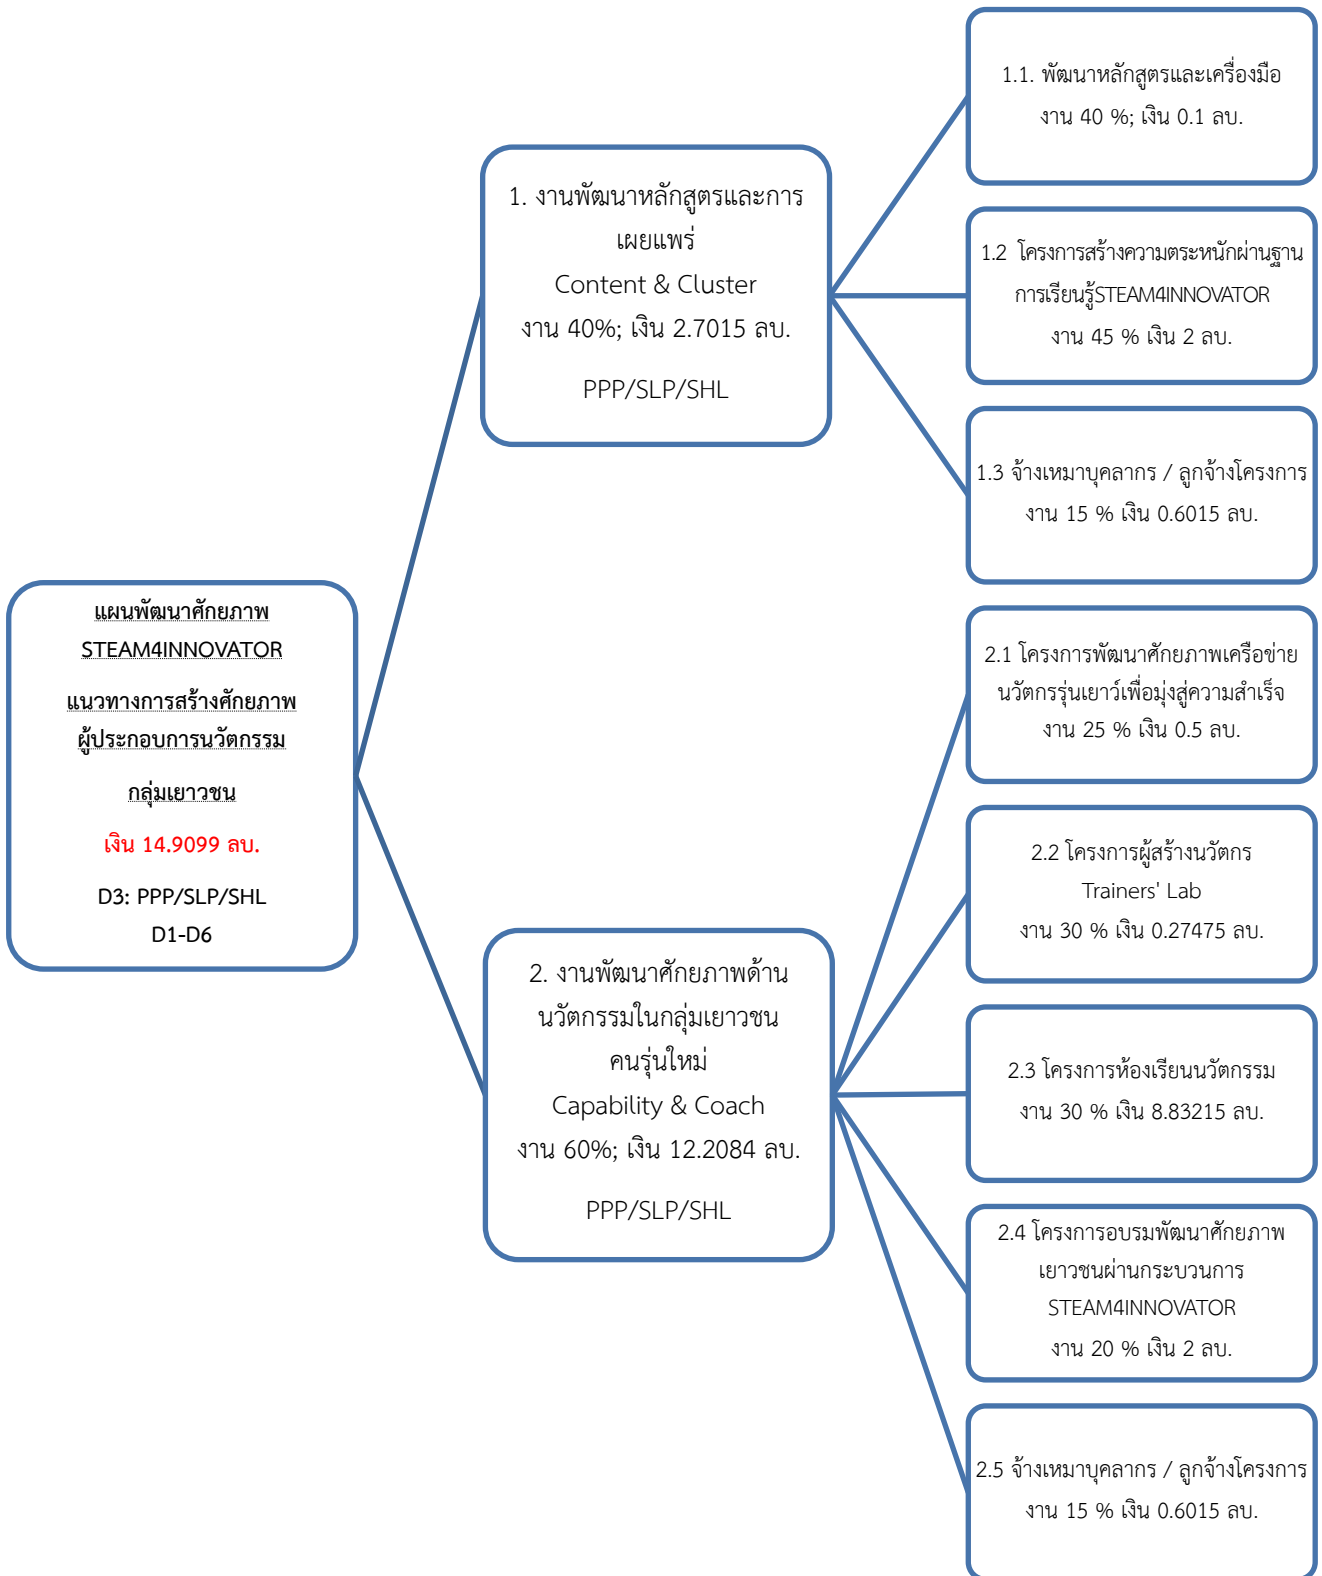 แผนพัฒนาศักยภาพ
STEAM4INNOVATOR
แนวทางการสร้างศักยภาพ
ผู้ประกอบการนวัตกรรม
กลุ่มเยาวชน
เงิน 14.9099 ลบ.
D3: PPP/SLP/SHL
D1-D6
1. งานพัฒนาหลักสูตรและการ
เผยแพร่
Content & Cluster
งาน 40%; เงิน 2.7015 ลบ.
PPP/SLP/SHL
1.1. พัฒนาหลักสูตรและเครื่องมือ
งาน 40 %; เงิน 0.1 ลบ.
1.2 โครงการสร้างความตระหนักผ่านฐาน
การเรียนรู้STEAM4INNOVATOR
งาน 45 % เงิน 2 ลบ.
1.3 จ้างเหมาบุคลากร / ลูกจ้างโครงการ
งาน 15 % เงิน 0.6015 ลบ.
2. งานพัฒนาศักยภาพด้าน
นวัตกรรมในกลุ่มเยาวชน
คนรุ่นใหม่
Capability & Coach
งาน 60%; เงิน 12.2084 ลบ.
PPP/SLP/SHL
2.1 โครงการพัฒนาศักยภาพเครือข่าย
นวัตกรรุ่นเยาว์เพื่อมุ่งสู่ความสำเร็จ
งาน 25 % เงิน 0.5 ลบ.
2.2 โครงการผู้สร้างนวัตกร
Trainers' Lab
งาน 30 % เงิน 0.27475 ลบ.
2.3 โครงการห้องเรียนนวัตกรรม
งาน 30 % เงิน 8.83215 ลบ.
2.4 โครงการอบรมพัฒนาศักยภาพ
เยาวชนผ่านกระบวนการ
STEAM4INNOVATOR
งาน 20 % เงิน 2 ลบ.
2.5 จ้างเหมาบุคลากร / ลูกจ้างโครงการ
งาน 15 % เงิน 0.6015 ลบ.